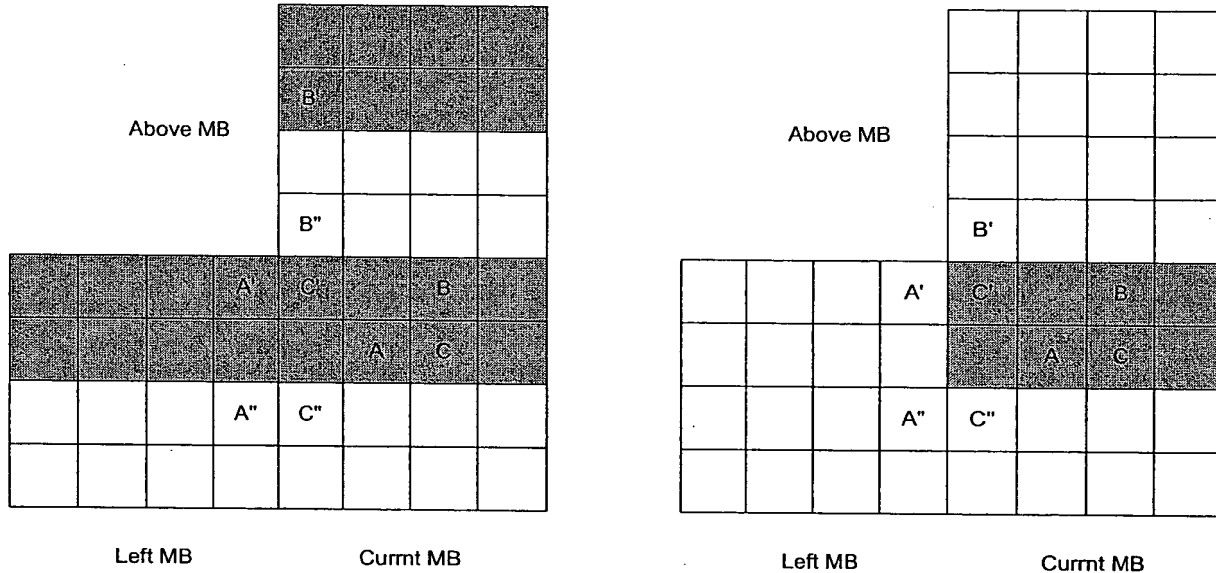 B'
Above MB
B"
A' C' B
A C
A" C"
Left MB Currnt MB
Above MB
B'
A' C' B
A C
A" C"
Left MB Currnt MB